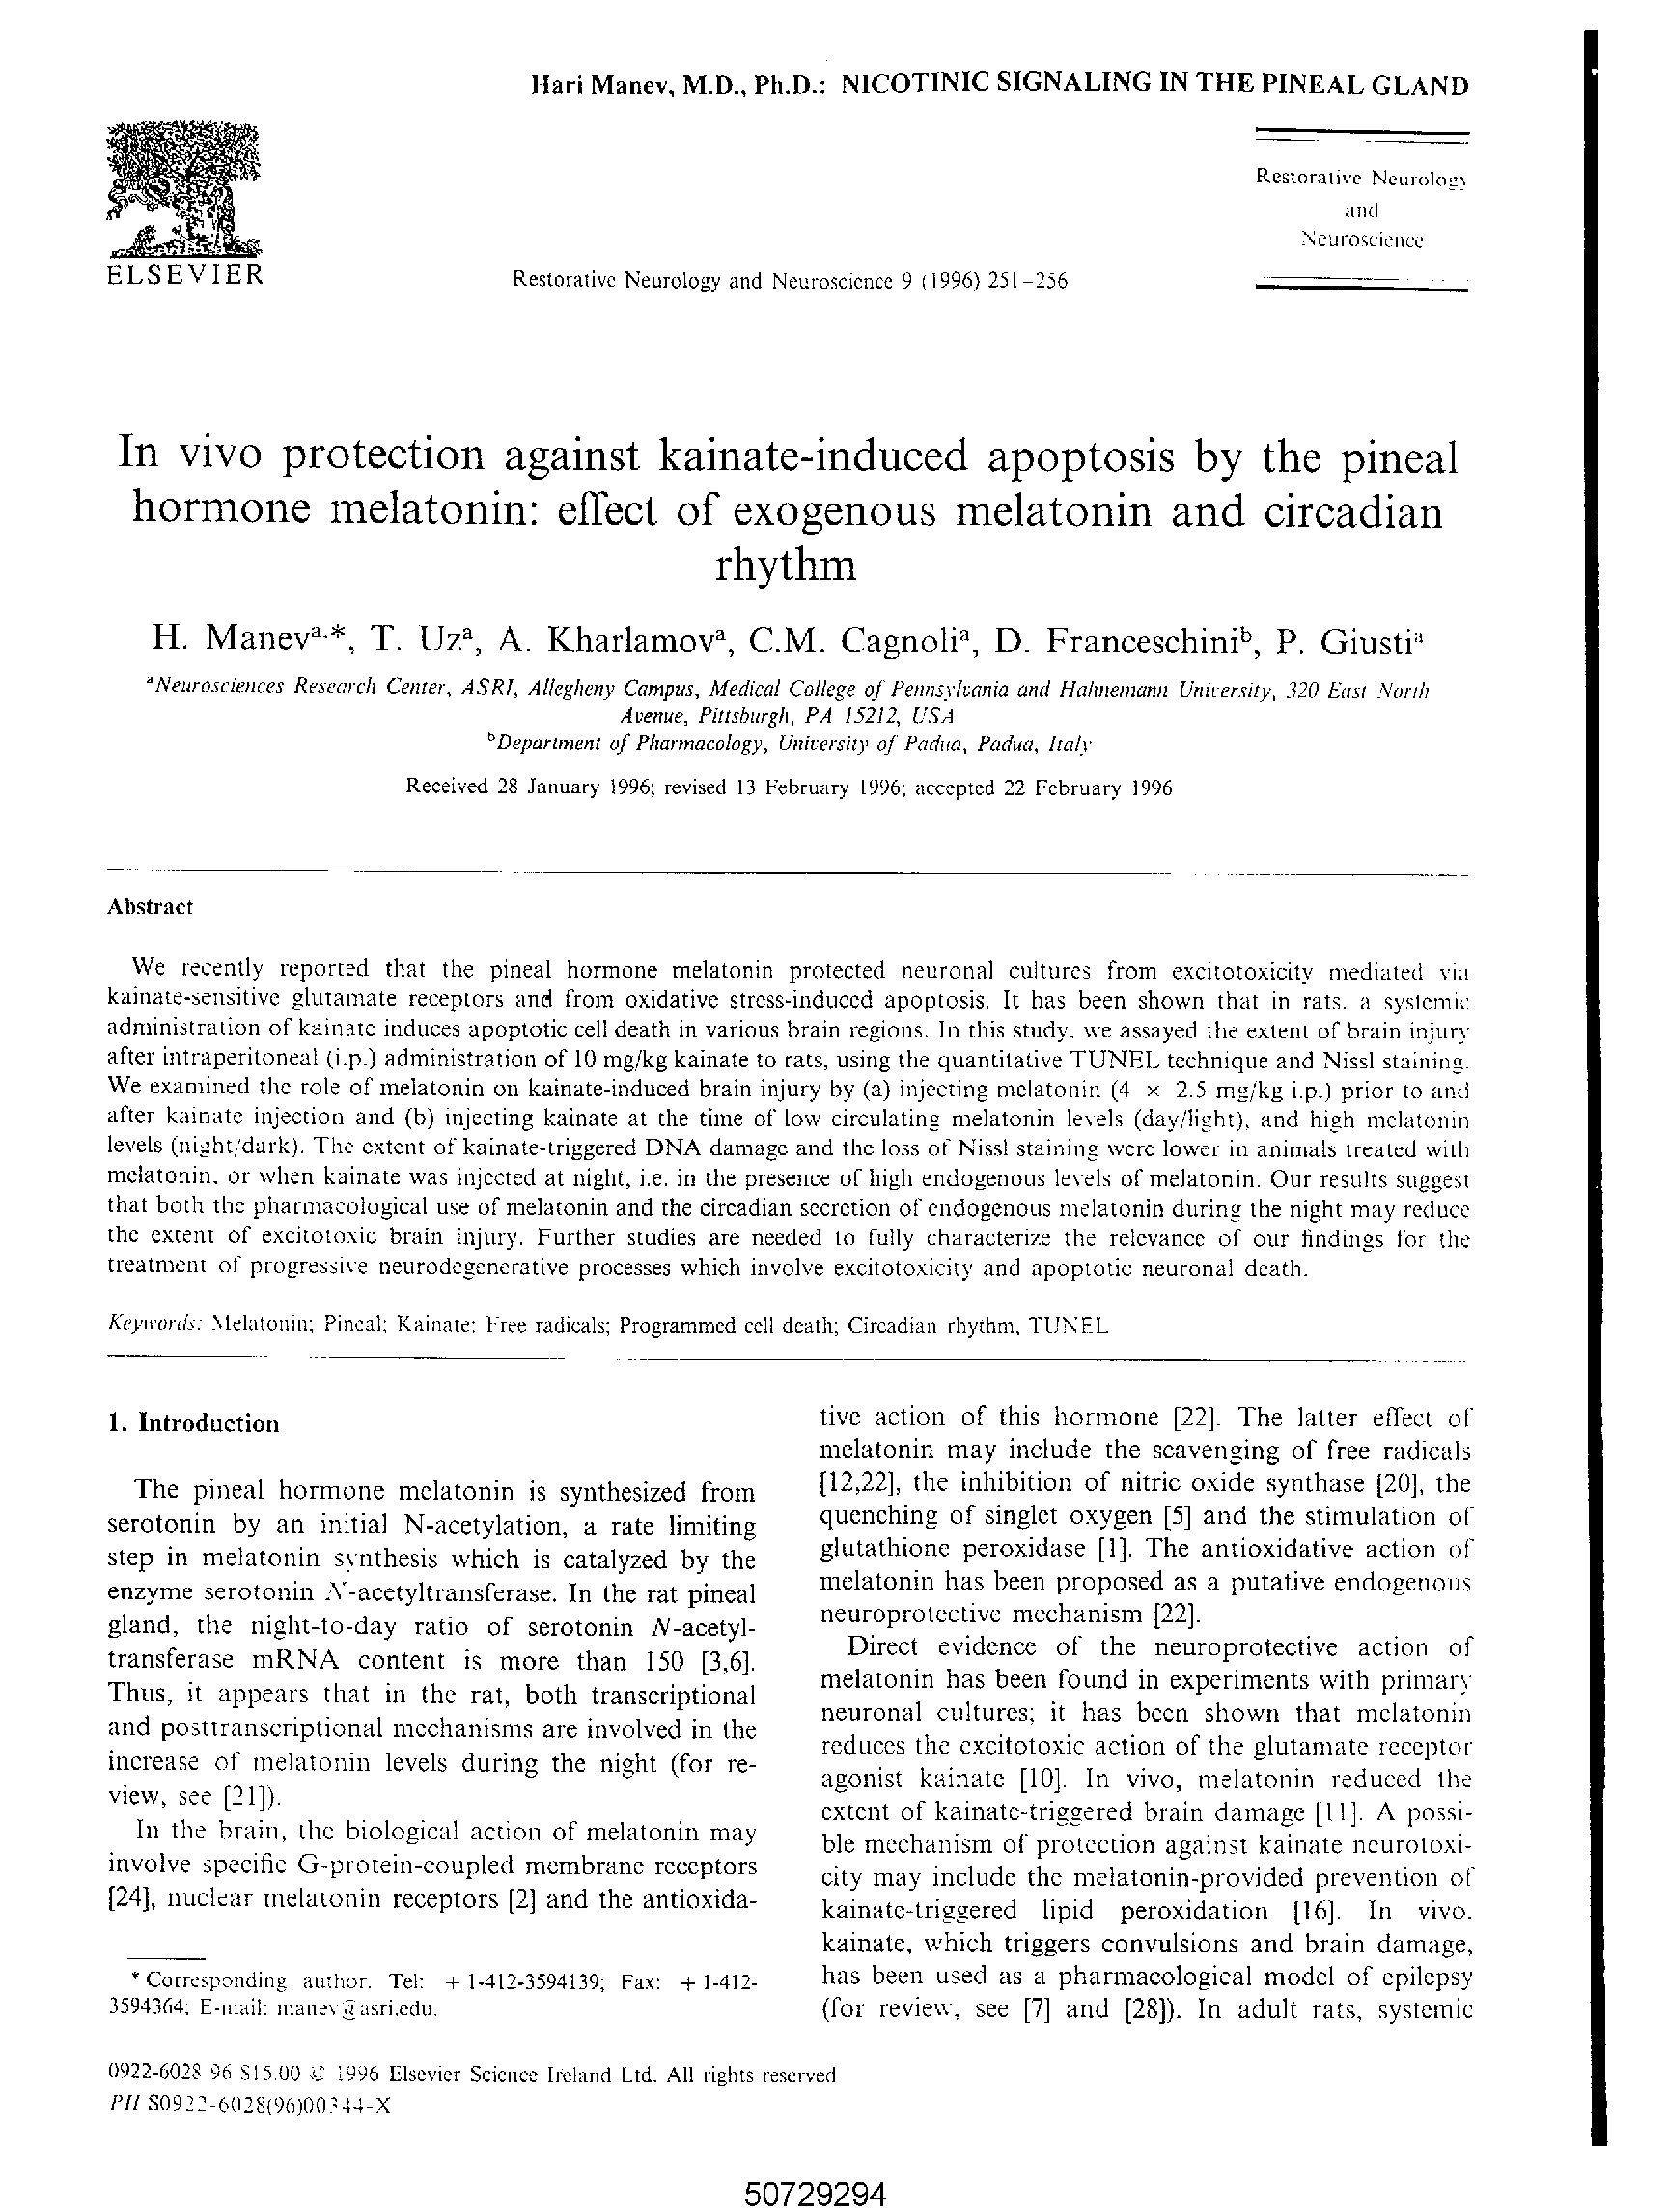 Hari Manev, M.D., Ph.D.: NICOTINIC SIGNALING IN THE PINEAL GLAND
ELSEVIER
Restorative Neurology and Neuroscience 9 (1996) 251-256
Restorative Neurology
and
Neuroscience
In vivo protection against kainate-induced apoptosis by the pineal
hormone melatonin: effect of exogenous melatonin and circadian
rhythm
H. Manevᵃ,*, T. Uzᵃ, A. Kharlamovᵃ, C.M. Cagnoliᵃ, D. Franceschiniᵇ, P. Giustiᵃ
ᵃNeurosciences Research Center, ASRI, Allegheny Campus, Medical College of Pennsylvania and Hahnemann University, 320 East North
Avenue, Pittsburgh, PA 15212, USA
ᵇDepartment of Pharmacology, University of Padua, Padua, Italy
Received 28 January 1996; revised 13 February 1996; accepted 22 February 1996
Abstract
We recently reported that the pineal hormone melatonin protected neuronal cultures from excitotoxicity mediated via
kainate-sensitive glutamate receptors and from oxidative stress-induced apoptosis. It has been shown that in rats, a systemic
administration of kainate induces apoptotic cell death in various brain regions. In this study, we assayed the extent of brain injury
after intraperitoneal (i.p.) administration of 10 mg/kg kainate to rats, using the quantitative TUNEL technique and Nissl staining.
We examined the role of melatonin on kainate-induced brain injury by (a) injecting melatonin (4 × 2.5 mg/kg i.p.) prior to and
after kainate injection and (b) injecting kainate at the time of low circulating melatonin levels (day/light), and high melatonin
levels (night/dark). The extent of kainate-triggered DNA damage and the loss of Nissl staining were lower in animals treated with
melatonin, or when kainate was injected at night, i.e. in the presence of high endogenous levels of melatonin. Our results suggest
that both the pharmacological use of melatonin and the circadian secretion of endogenous melatonin during the night may reduce
the extent of excitotoxic brain injury. Further studies are needed to fully characterize the relevance of our findings for the
treatment of progressive neurodegenerative processes which involve excitotoxicity and apoptotic neuronal death.
Keywords: Melatonin; Pineal; Kainate; Free radicals; Programmed cell death; Circadian rhythm, TUNEL
1. Introduction
The pineal hormone melatonin is synthesized from
serotonin by an initial N-acetylation, a rate limiting
step in melatonin synthesis which is catalyzed by the
enzyme serotonin N-acetyltransferase. In the rat pineal
gland, the night-to-day ratio of serotonin N-acetyl-
transferase mRNA content is more than 150 [3,6].
Thus, it appears that in the rat, both transcriptional
and posttranscriptional mechanisms are involved in the
increase of melatonin levels during the night (for re-
view, see [21]).
In the brain, the biological action of melatonin may
involve specific G-protein-coupled membrane receptors
[24], nuclear melatonin receptors [2] and the antioxida-
* Corresponding author. Tel: +1-412-3594139; Fax: +1-412-
3594364; E-mail: manev@asri.edu.
tive action of this hormone [22]. The latter effect of
melatonin may include the scavenging of free radicals
[12,22], the inhibition of nitric oxide synthase [20], the
quenching of singlet oxygen [5] and the stimulation of
glutathione peroxidase [1]. The antioxidative action of
melatonin has been proposed as a putative endogenous
neuroprotective mechanism [22].
Direct evidence of the neuroprotective action of
melatonin has been found in experiments with primary
neuronal cultures; it has been shown that melatonin
reduces the excitotoxic action of the glutamate receptor
agonist kainate [10]. In vivo, melatonin reduced the
extent of kainate-triggered brain damage [11]. A possi-
ble mechanism of protection against kainate neurotoxi-
city may include the melatonin-provided prevention of
kainate-triggered lipid peroxidation [16]. In vivo,
kainate, which triggers convulsions and brain damage,
has been used as a pharmacological model of epilepsy
(for review, see [7] and [28]). In adult rats, systemic
0922-6028 96 $15.00 © 1996 Elsevier Science Ireland Ltd. All rights reserved
PII S0922-6028(96)00344-X
50729294